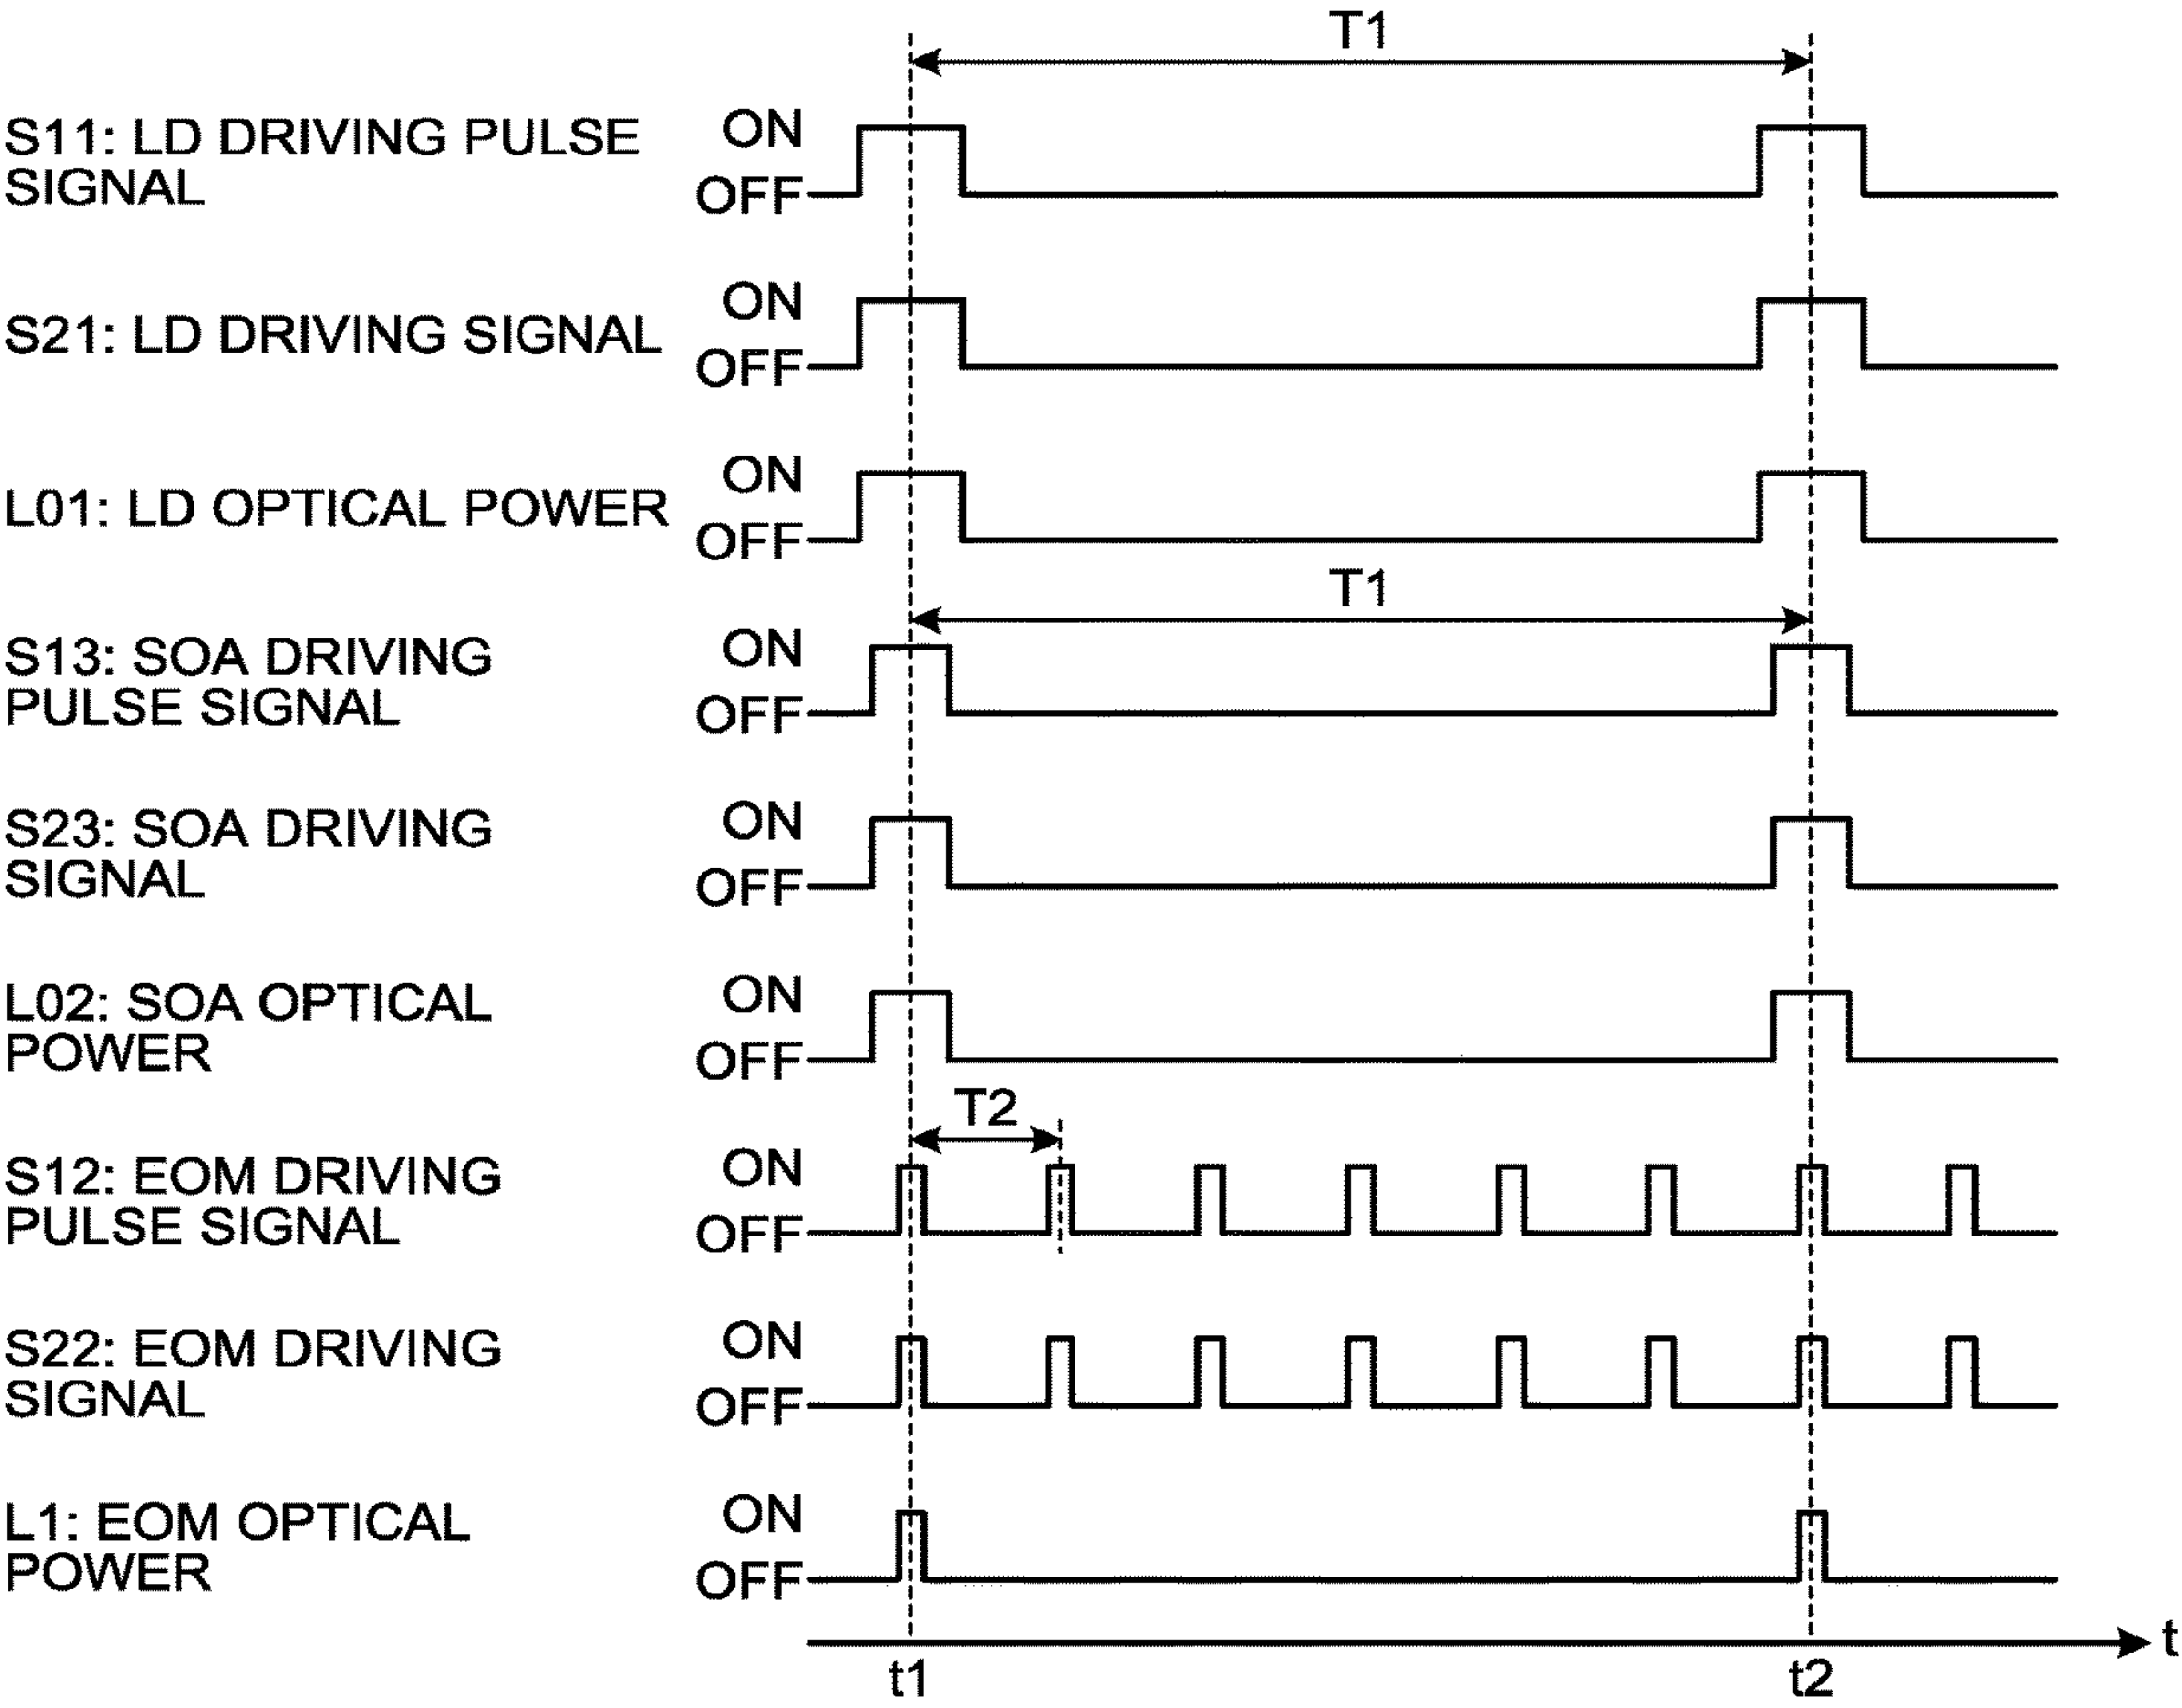 T1
S11: LD DRIVING PULSE
SIGNAL
ON
OFF
S21: LD DRIVING SIGNAL
ON
OFF
L01: LD OPTICAL POWER
ON
OFF
T1
S13: SOA DRIVING
PULSE SIGNAL
ON
OFF
S23: SOA DRIVING
SIGNAL
ON
OFF
L02: SOA OPTICAL
POWER
ON
OFF
T2
S12: EOM DRIVING
PULSE SIGNAL
ON
OFF
S22: EOM DRIVING
SIGNAL
ON
OFF
L1: EOM OPTICAL
POWER
ON
OFF
t
t1
t2